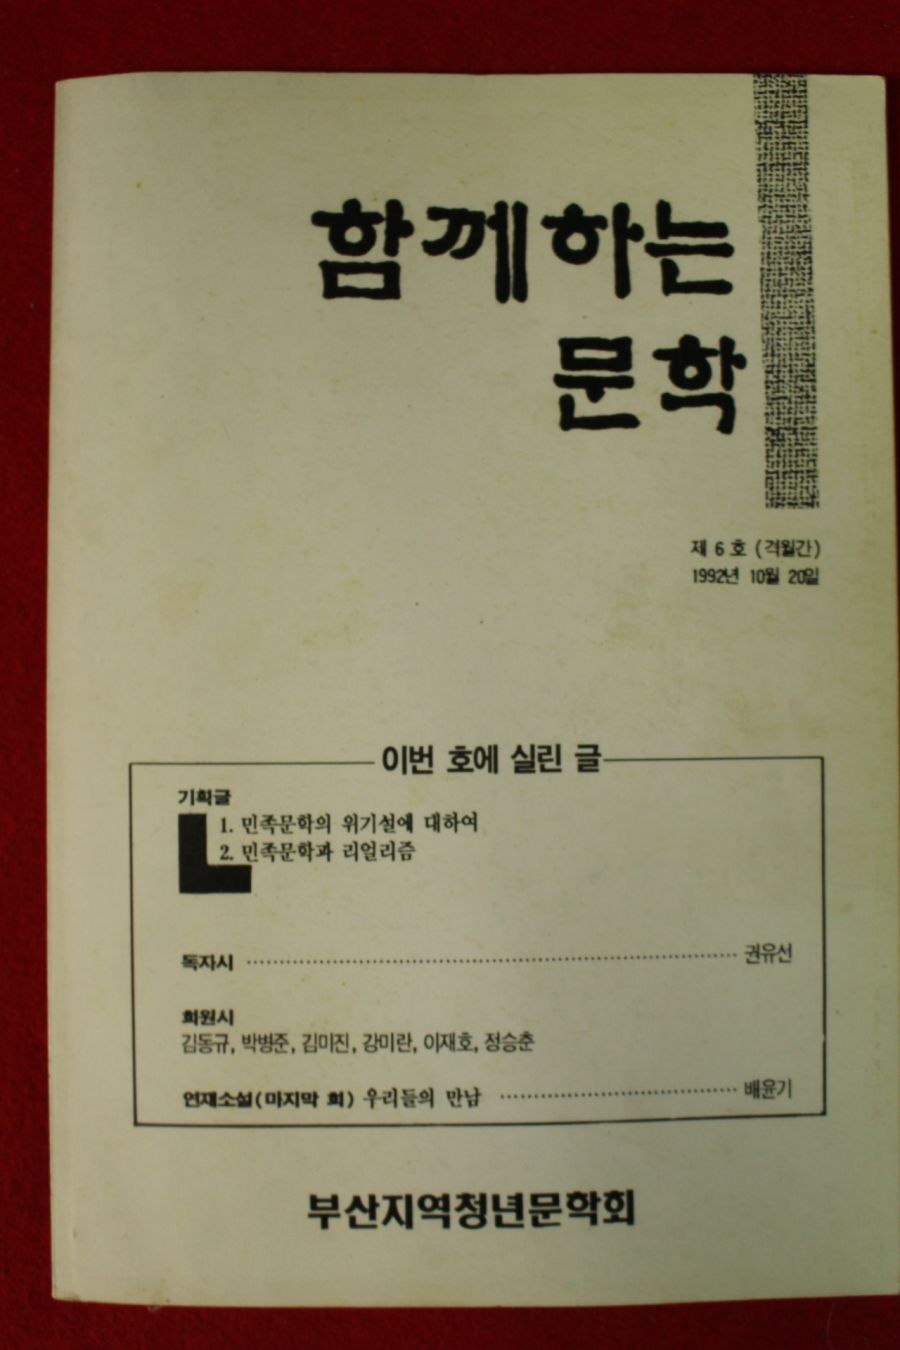 함께하는
문학
제 6 호 (격월간)
1992년 10월 20일
이번 호에 실린 글
기획글
1. 민족문학의 위기설에 대하여
2. 민족문학과 리얼리즘
독자시 ………………………………… 권유선
회원시
김동규, 박병준, 김미진, 강미란, 이재호, 정승춘
연재소설(마지막 회) 우리들의 만남 ………………… 배윤기
부산지역청년문학회